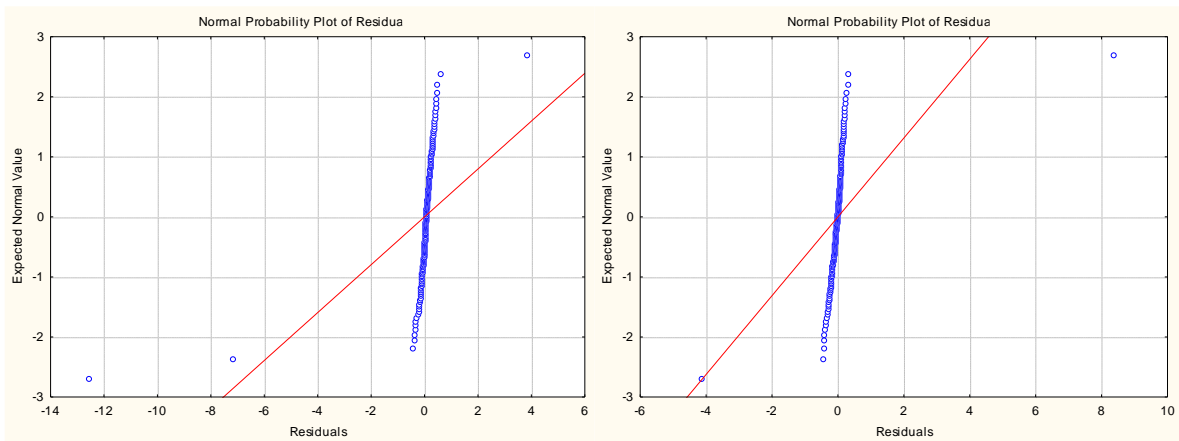 Normal Probability Plot of Residua
3
2
1
0
-1
-2
-3
Expected Normal Value
-14 -12 -10 -8 -6 -4 -2 0 2 4 6
Residuals
Normal Probability Plot of Residua
3
2
1
0
-1
-2
-3
Expected Normal Value
-6 -4 -2 0 2 4 6 8 10
Residuals